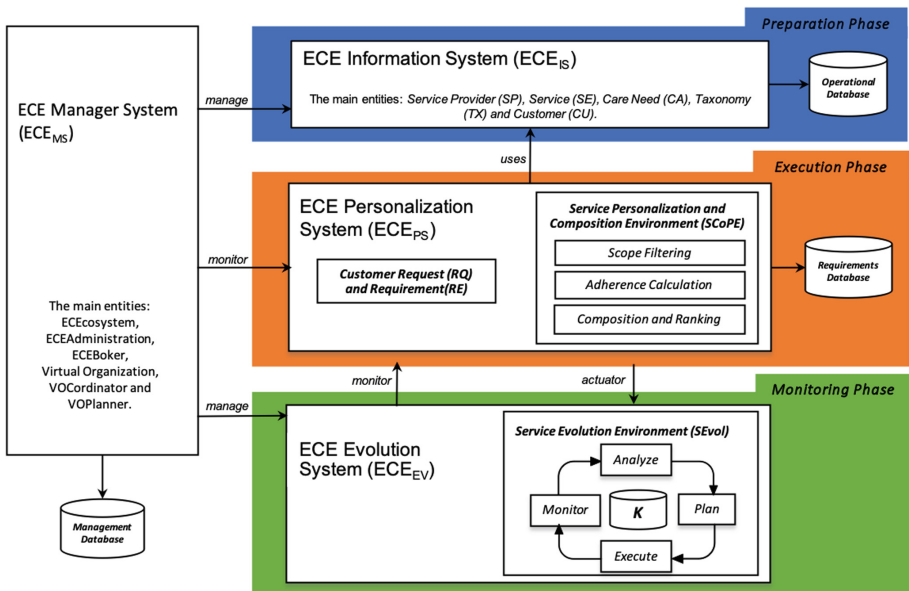 ECE Manager System
(ECEMS)
The main entities:
ECEcosystem,
ECEAdministration,
ECEBoker,
Virtual Organization,
VOCordinator and
VOPlanner.
Management
Database
manage
monitor
manage
Preparation Phase
ECE Information System (ECEIS)
The main entities: Service Provider (SP), Service (SE), Care Need (CA), Taxonomy
(TX) and Customer (CU).
Operational
Database
uses
Execution Phase
ECE Personalization
System (ECEPS)
Customer Request (RQ)
and Requirement(RE)
Service Personalization and
Composition Environment (SCoPE)
Scope Filtering
Adherence Calculation
Composition and Ranking
Requirements
Database
monitor
actuator
Monitoring Phase
ECE Evolution
System (ECEEV)
Service Evolution Environment (SEvol)
Analyze
Monitor
K
Plan
Execute